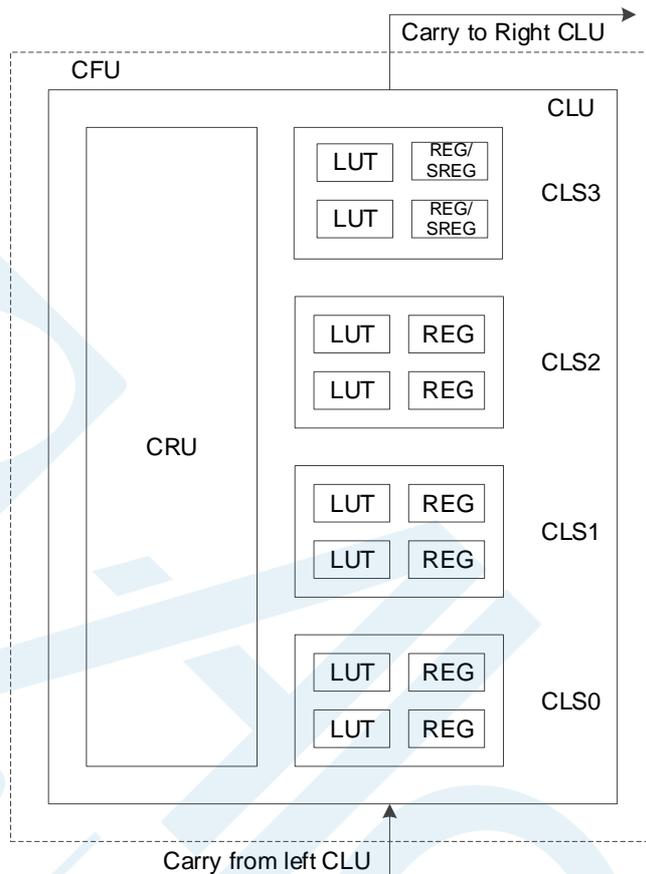 Carry to Right CLU
CFU
CLU
LUT
REG/
SREG
CLS3
LUT
REG/
SREG
LUT
REG
CLS2
LUT
REG
CRU
LUT
REG
CLS1
LUT
REG
LUT
REG
CLS0
LUT
REG
Carry from left CLU